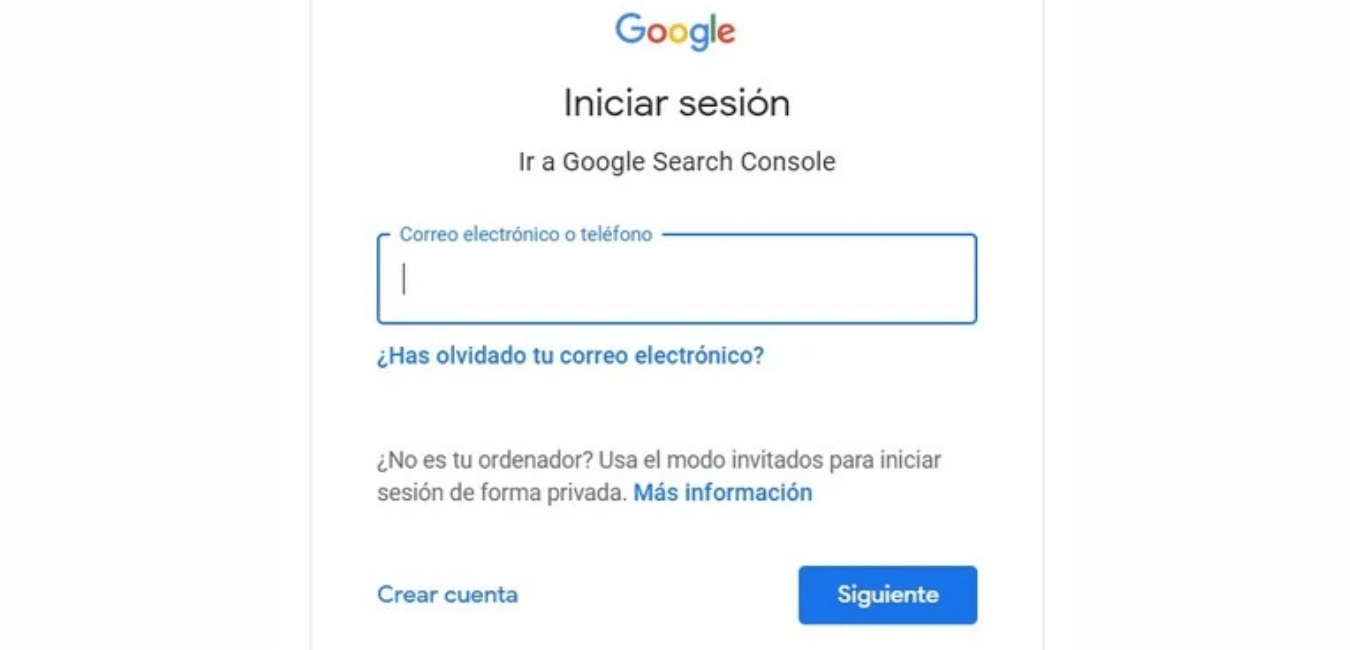 Google
Iniciar sesión
Ir a Google Search Console
Correo electrónico o teléfono
¿Has olvidado tu correo electrónico?
¿No es tu ordenador? Usa el modo invitados para iniciar
sesión de forma privada. Más información
Crear cuenta
Siguiente